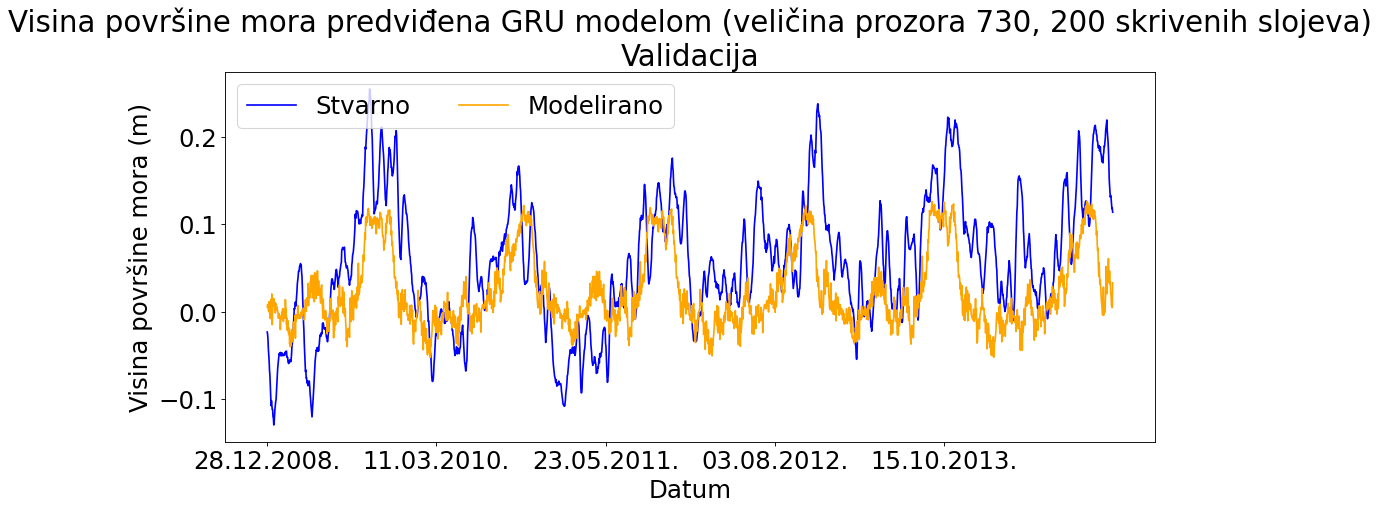 Visina površine mora predviđena GRU modelom (veličina prozora 730, 200 skrivenih slojeva)
Validacija
Stvarno Modelirano
Visina površine mora (m)
0.2
0.1
0.0
−0.1
28.12.2008. 11.03.2010. 23.05.2011. 03.08.2012. 15.10.2013.
Datum